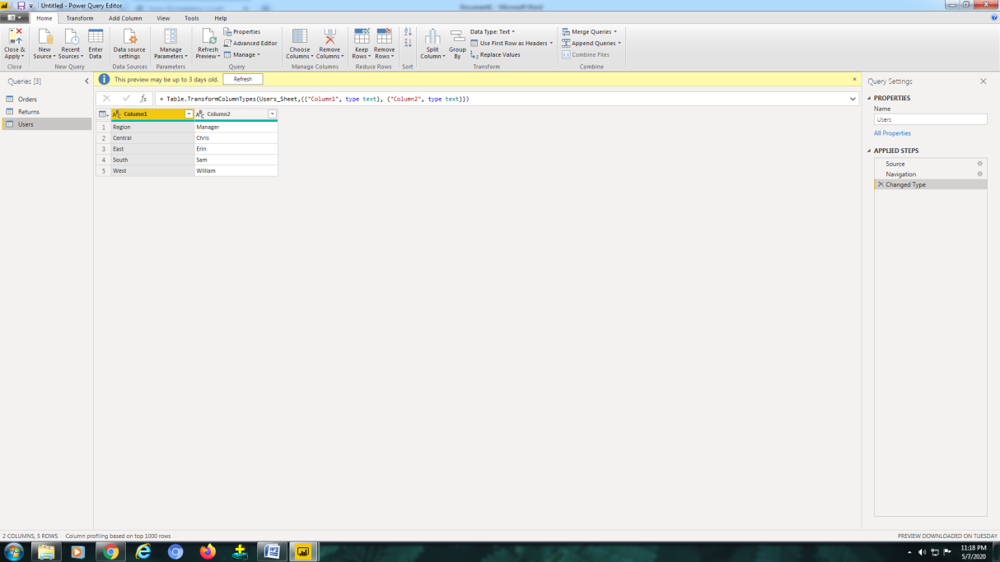 Untitled - Power Query Editor
Document2 - Microsoft Word
Home Transform Add Column View Tools Help
Close & Apply
New Source
Recent Sources
Enter Data
Data source settings
Manage Parameters
Refresh Preview
Properties
Advanced Editor
Manage
Choose Columns
Remove Columns
Keep Rows
Remove Rows
Split Column
Group By
Data Type: Text
Use First Row as Headers
Replace Values
Merge Queries
Append Queries
Combine Files
Close New Query Data Sources Parameters Query Manage Columns Reduce Rows Sort Transform Combine
Queries [3]
Orders
Returns
Users
This preview may be up to 3 days old. Refresh
= Table.TransformColumnTypes(Users_Sheet,{{"Column1", type text}, {"Column2", type text}})
Column1 Column2
1 Region Manager
2 Central Chris
3 East Erin
4 South Sam
5 West William
Query Settings
PROPERTIES
Name
Users
All Properties
APPLIED STEPS
Source
Navigation
Changed Type
2 COLUMNS, 5 ROWS Column profiling based on top 1000 rows
PREVIEW DOWNLOADED ON TUESDAY
11:18 PM
5/7/2020